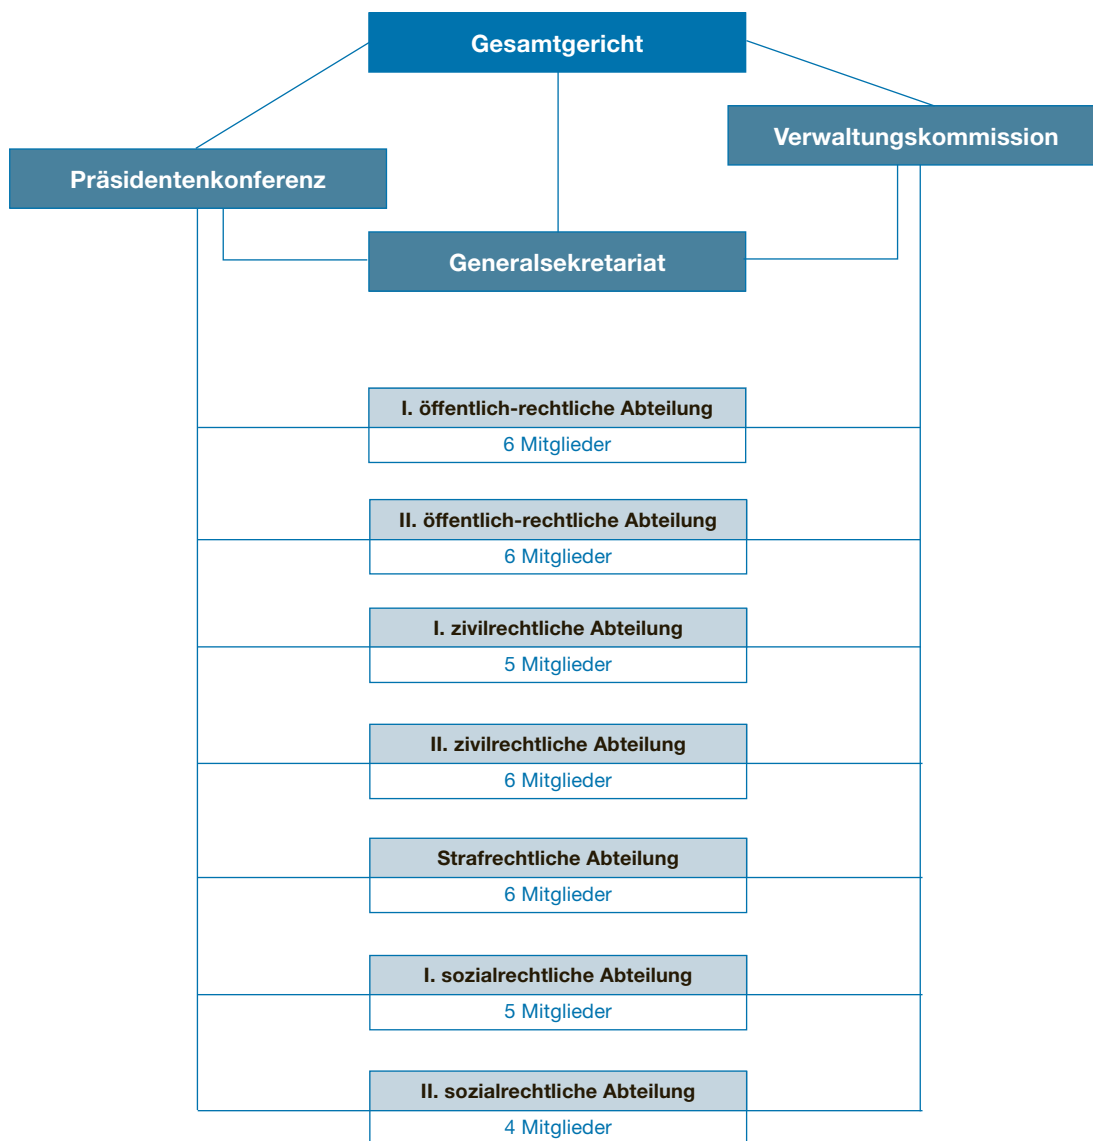 Gesamtgericht
Verwaltungskommission
Präsidentenkonferenz
Generalsekretariat
I. öffentlich-rechtliche Abteilung
6 Mitglieder
II. öffentlich-rechtliche Abteilung
6 Mitglieder
I. zivilrechtliche Abteilung
5 Mitglieder
II. zivilrechtliche Abteilung
6 Mitglieder
Strafrechtliche Abteilung
6 Mitglieder
I. sozialrechtliche Abteilung
5 Mitglieder
II. sozialrechtliche Abteilung
4 Mitglieder